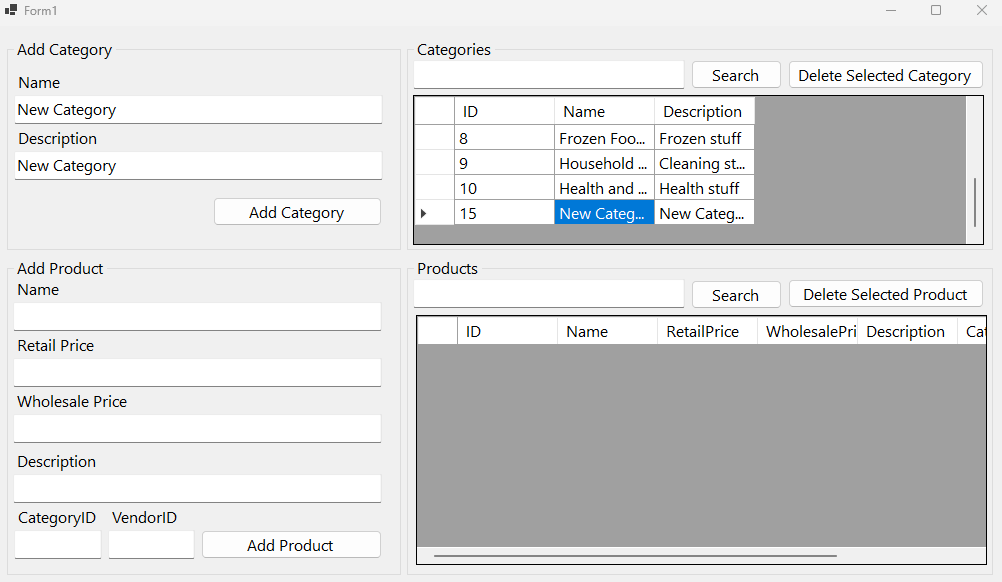 Form1
Add Category
Name
New Category
Description
New Category
Add Category
Categories
Search
Delete Selected Category
ID Name Description
8 Frozen Foo... Frozen stuff
9 Household ... Cleaning st...
10 Health and ... Health stuff
15 New Categ... New Categ...
Add Product
Name
Retail Price
Wholesale Price
Description
CategoryID VendorID
Add Product
Products
Search
Delete Selected Product
ID Name RetailPrice WholesalePri Description Cat